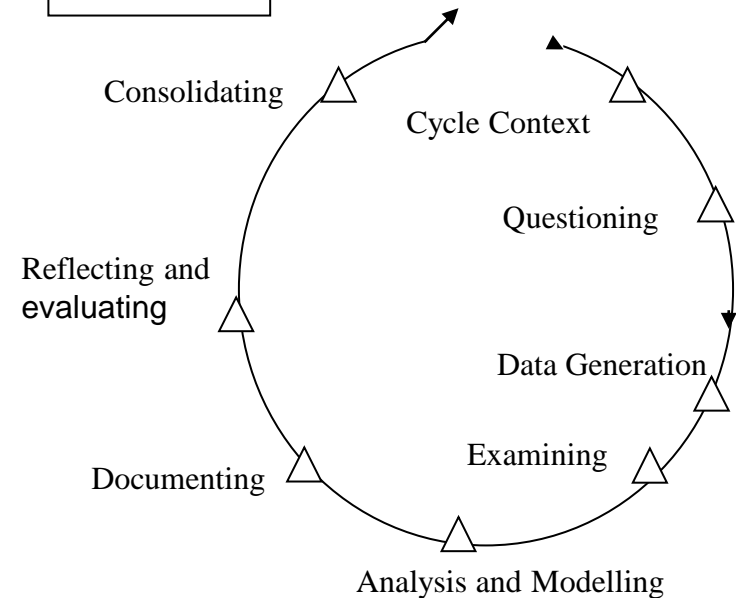 Consolidating
Cycle Context
Questioning
Reflecting and
evaluating
Data Generation
Examining
Documenting
Analysis and Modelling